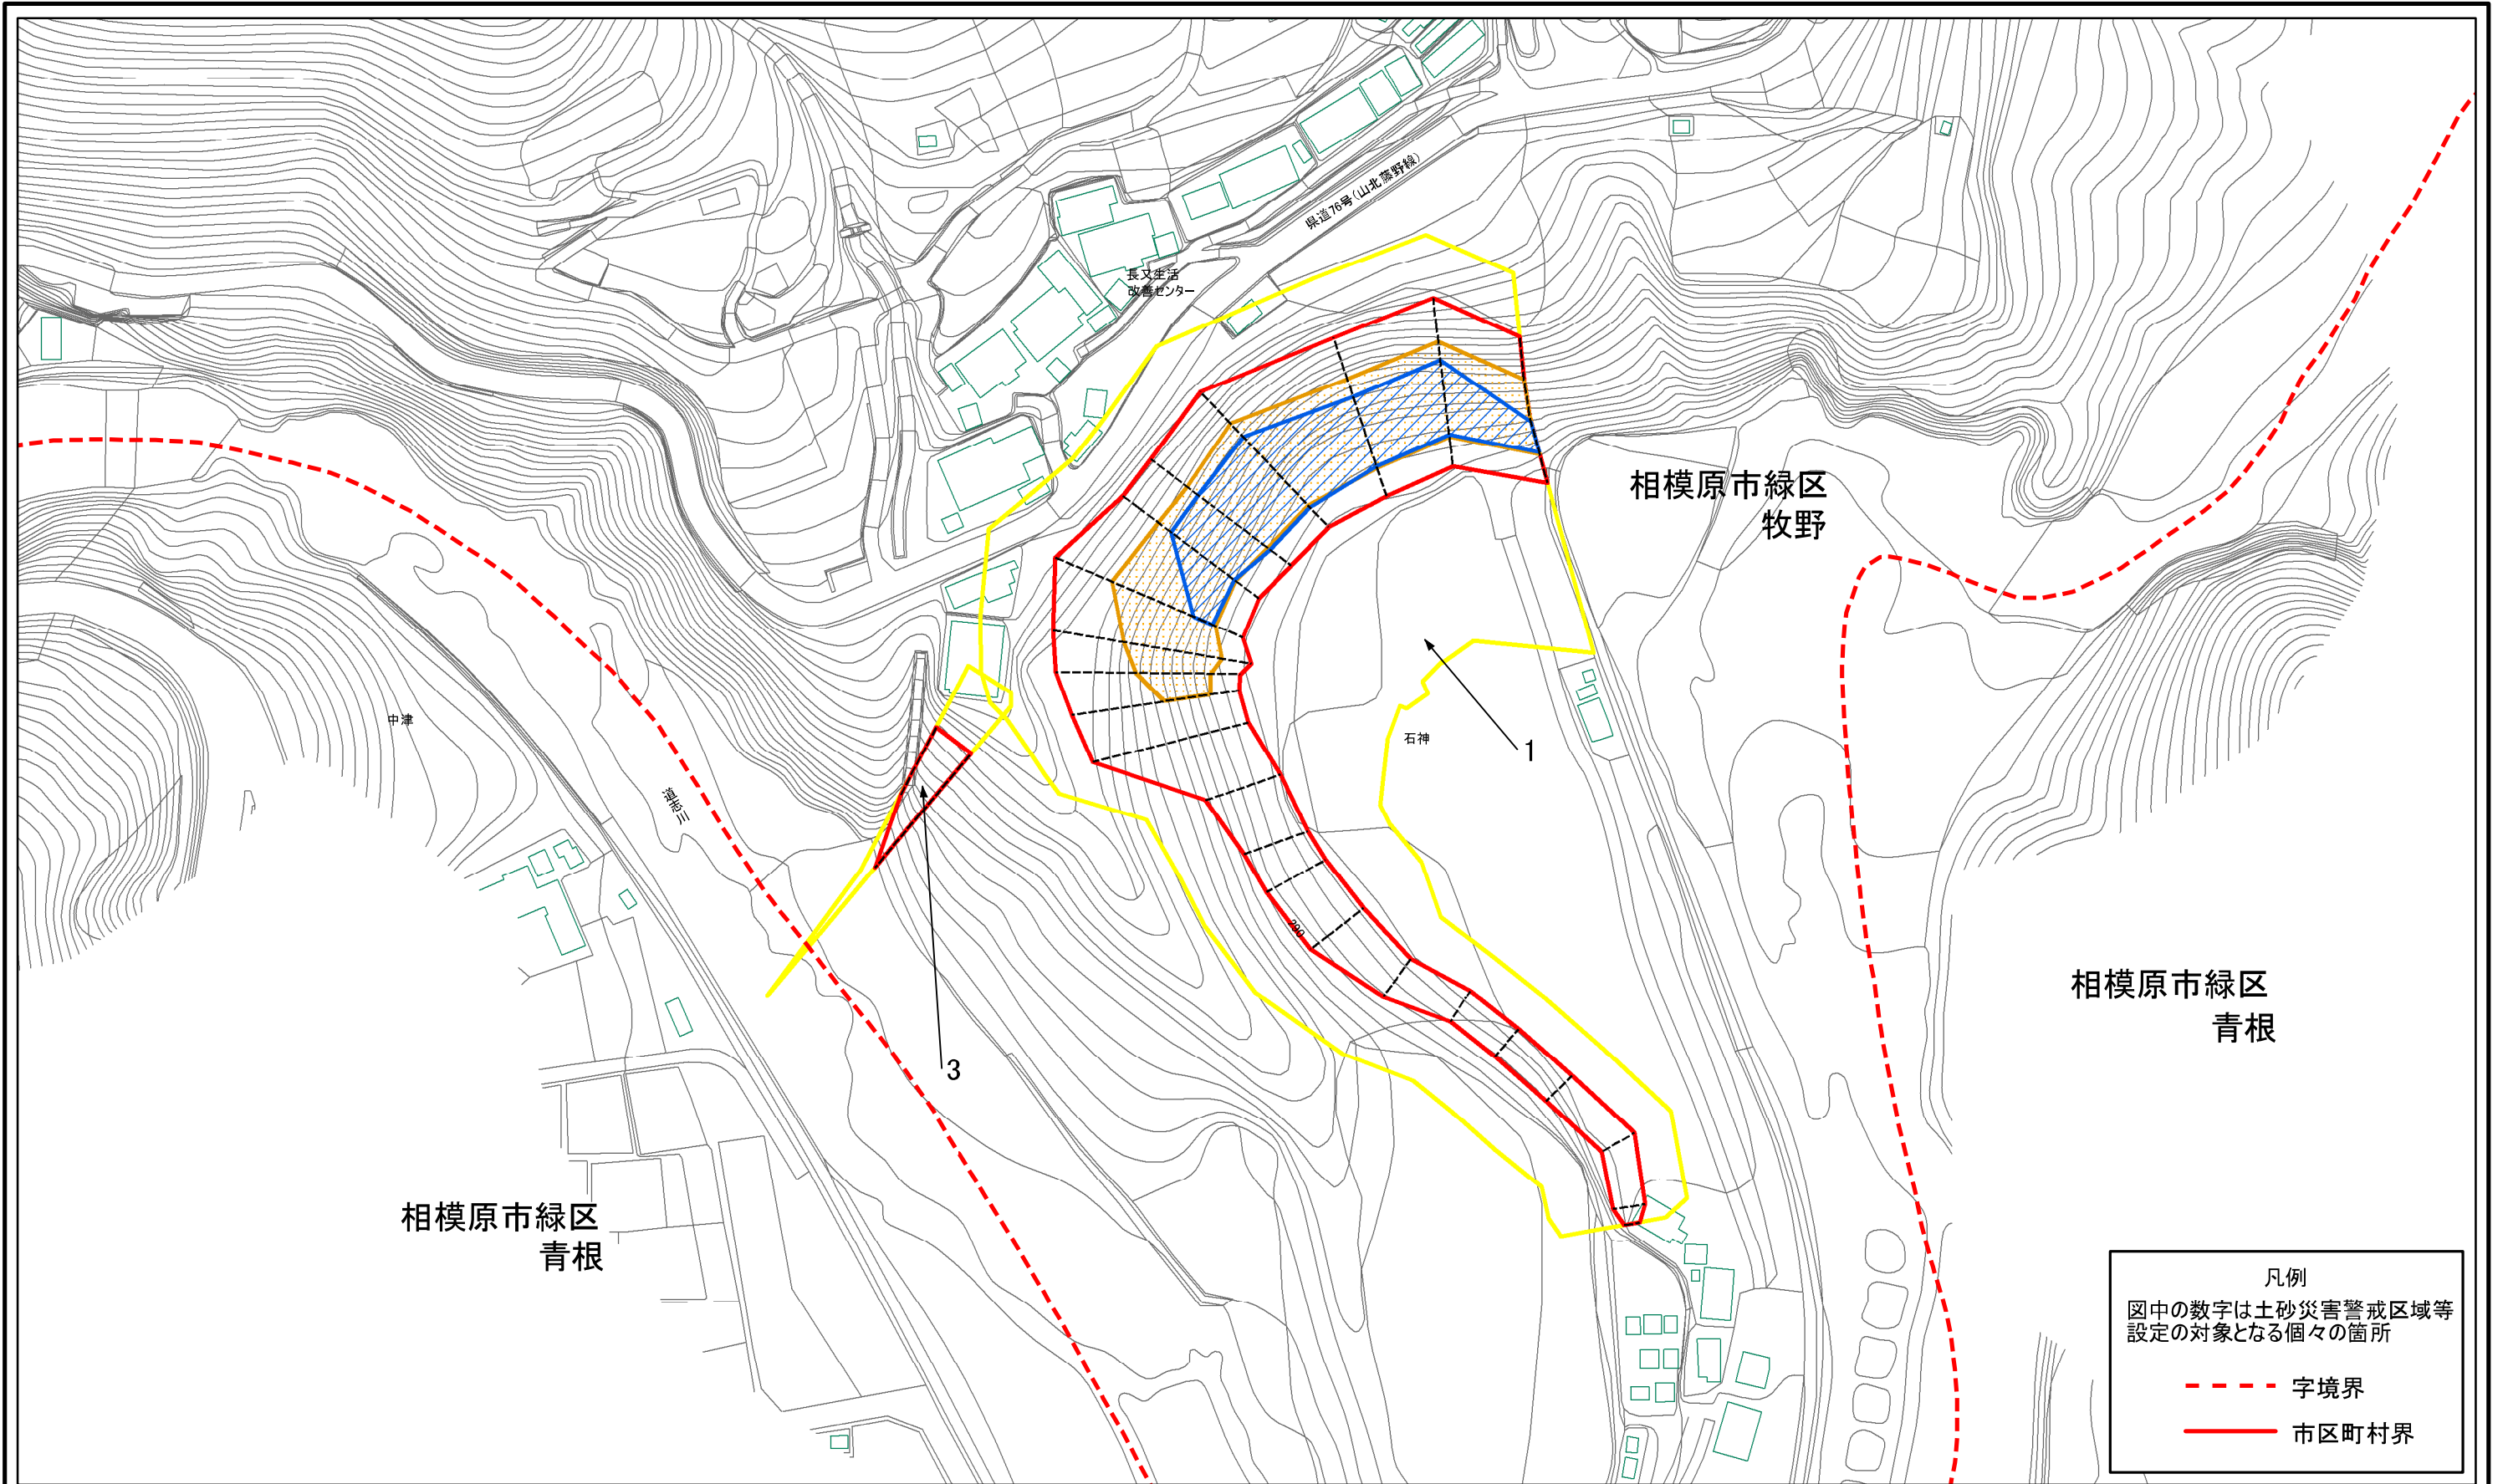 県道76号(山北藤野線)
長又生活
改善センター
相模原市緑区
牧野
中津
石神
1
道志川
290
相模原市緑区
青根
3
相模原市緑区
青根
凡例
図中の数字は土砂災害警戒区域等
設定の対象となる個々の箇所
字境界
市区町村界